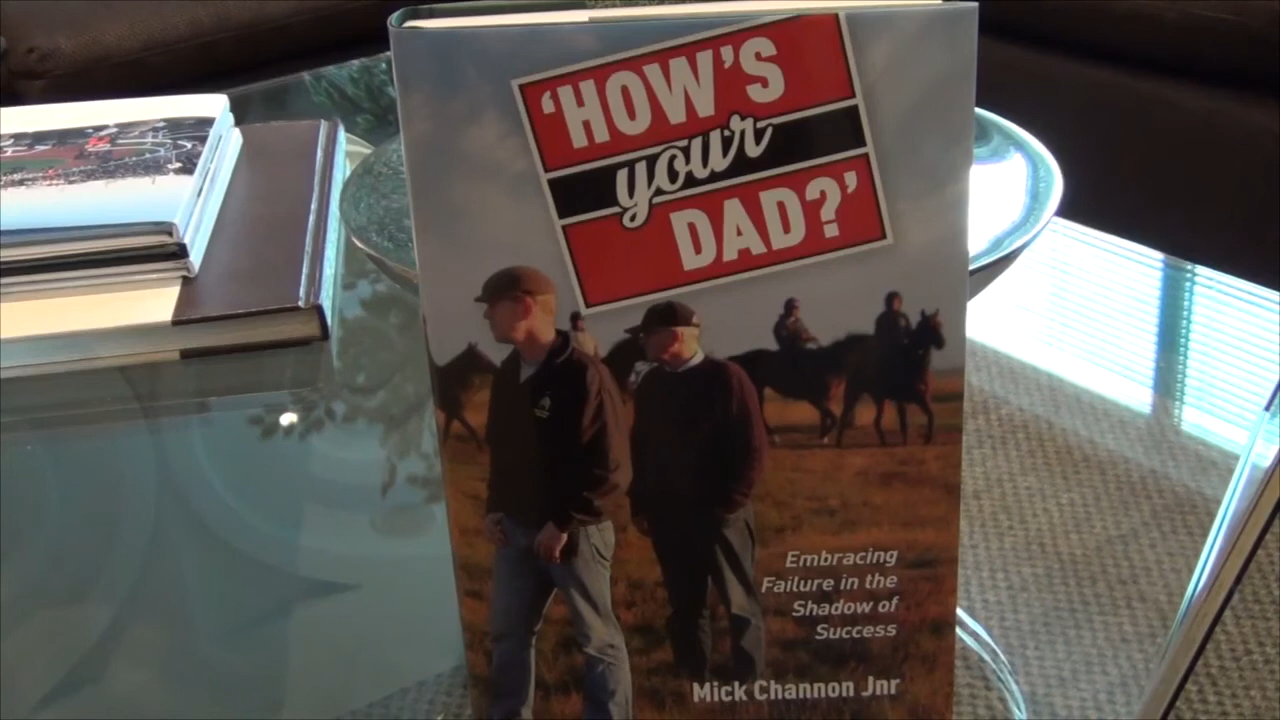 ‘HOW’S
your
DAD?’
Embracing
Failure in the
Shadow of
Success
Mick Channon Jnr